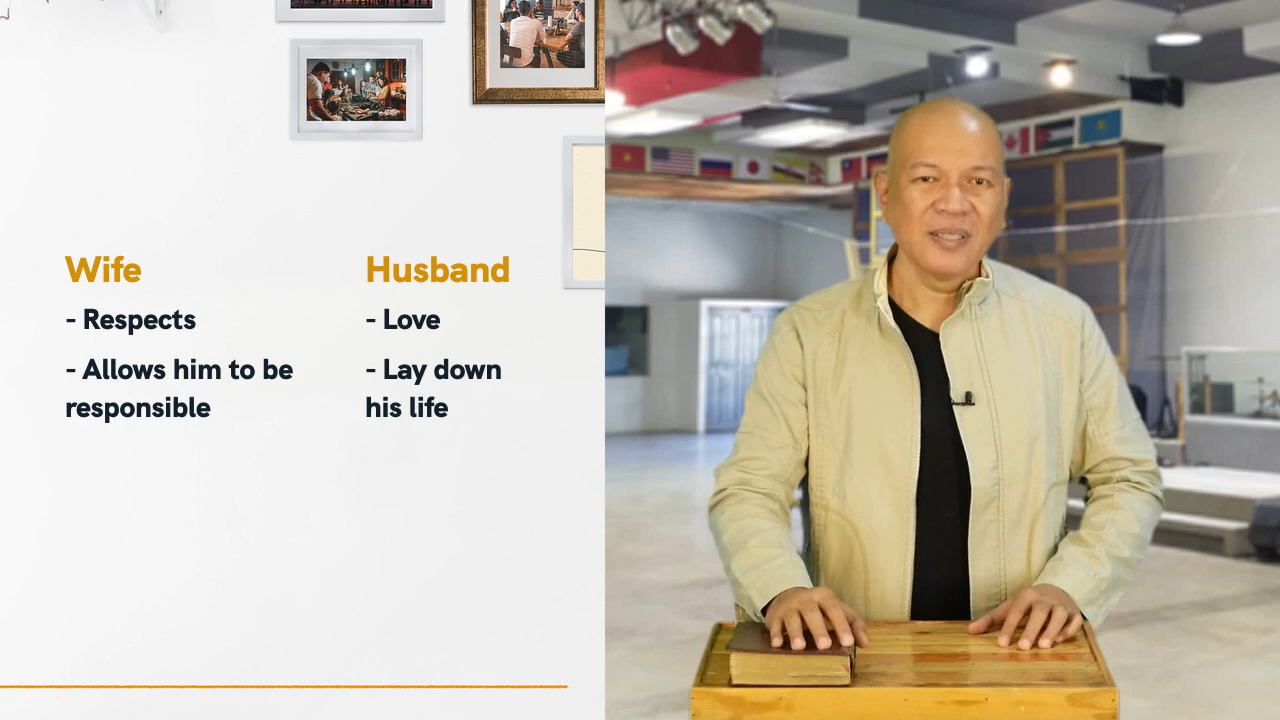 Wife
- Respects
- Allows him to be
responsible
Husband
- Love
- Lay down
his life